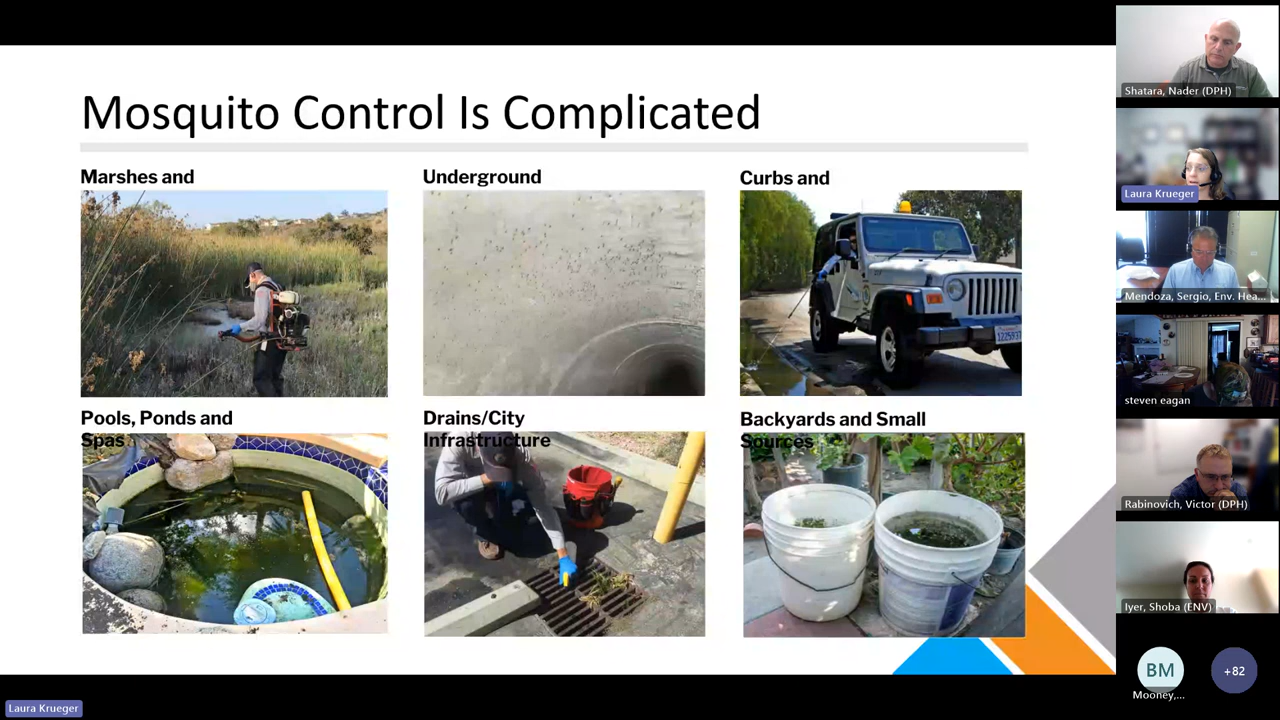 Mosquito Control Is Complicated
Marshes and
Underground
Curbs and
Pools, Ponds and
Spas
Drains/City
Infrastructure
Backyards and Small
Sources
Shatara, Nader (DPH)
Laura Krueger
Mendoza, Sergio, Env. Hea...
steven eagan
Rabinovich, Victor (DPH)
Iyer, Shoba (ENV)
BM
+82
Mooney,...
Laura Krueger